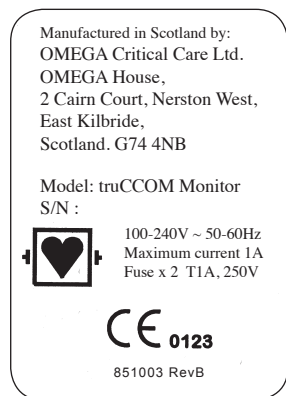 Manufactured in Scotland by:
OMEGA Critical Care Ltd.
OMEGA House,
2 Cairn Court, Nerston West,
East Kilbride,
Scotland. G74 4NB
Model: truCCOM Monitor
S/N :
100-240V ~ 50-60Hz
Maximum current 1A
Fuse x 2 T1A, 250V
CE 0123
851003 RevB